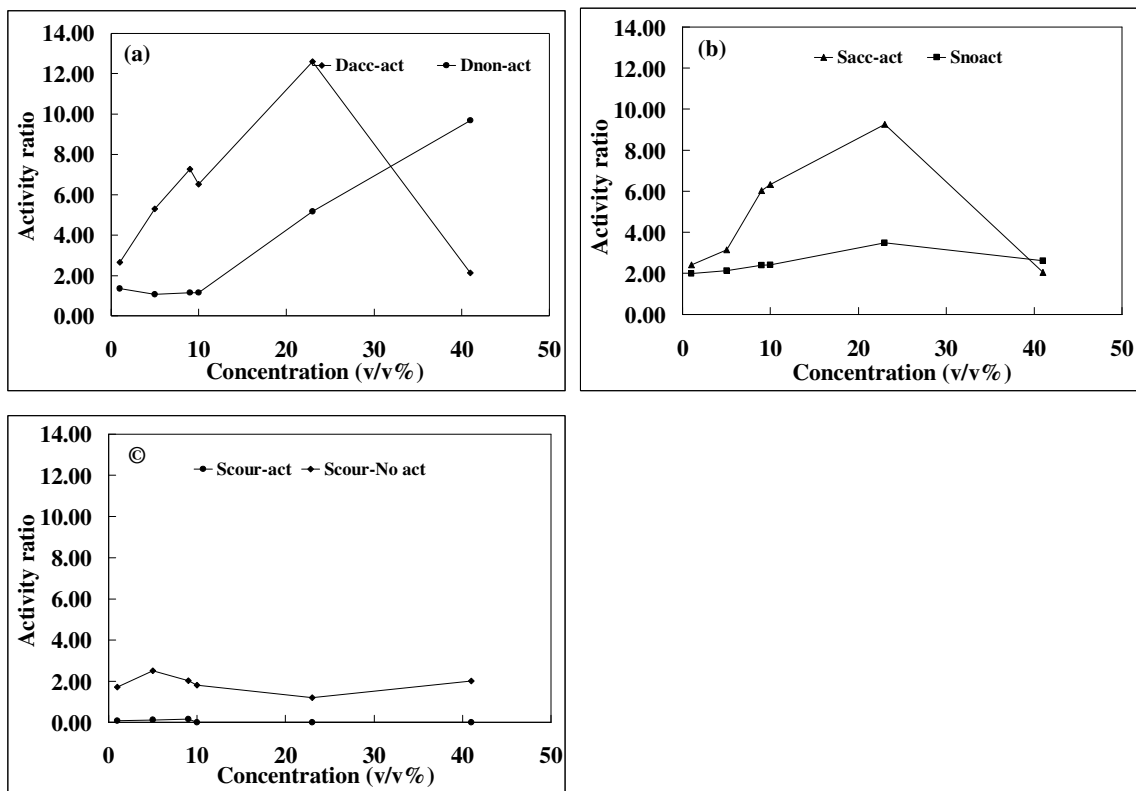 (a)
Dacc-act Dnon-act
14.00
12.00
10.00
8.00
6.00
4.00
2.00
0.00
Activity ratio
0 10 20 30 40 50
Concentration (v/v%)
(b)
Sacc-act Snoact
14.00
12.00
10.00
8.00
6.00
4.00
2.00
0.00
Activity ratio
0 10 20 30 40 50
Concentration (v/v%)
©
Scour-act Scour-No act
14.00
12.00
10.00
8.00
6.00
4.00
2.00
0.00
Activity ratio
0 10 20 30 40 50
Concentration (v/v%)